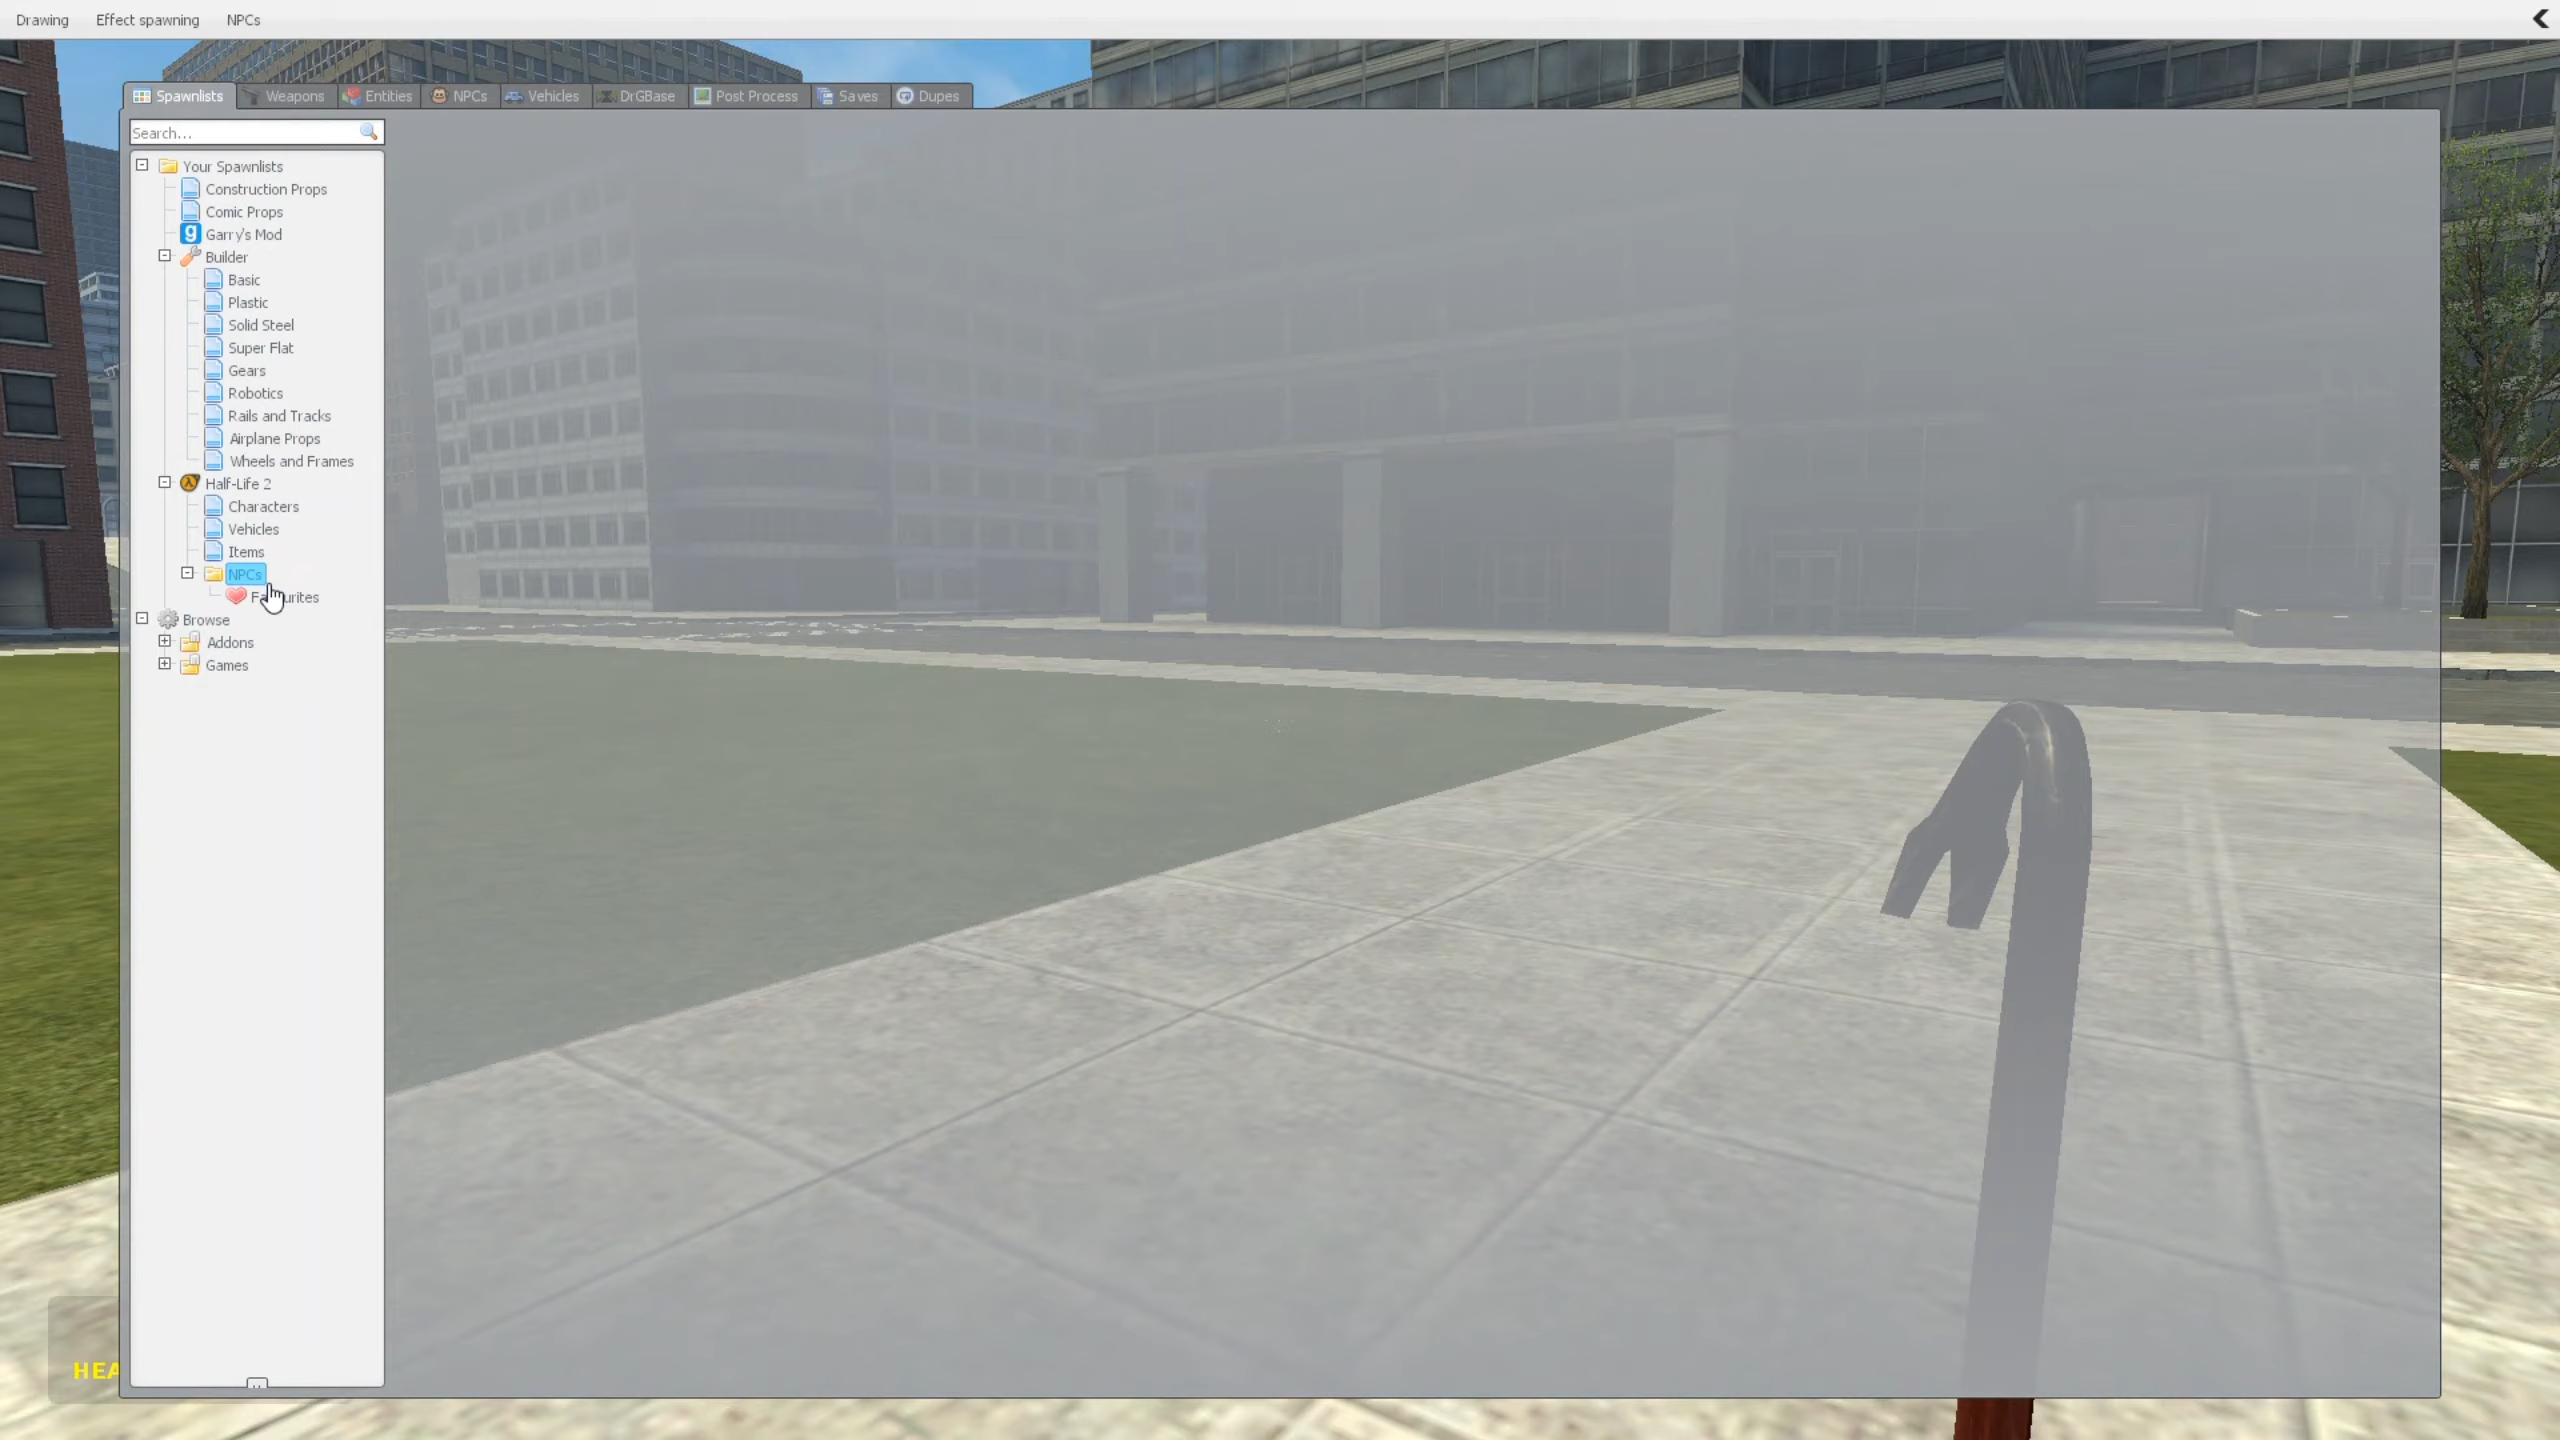 Drawing Effect spawning NPCs
Spawnlists Weapons Entities NPCs Vehicles DrGBase Post Process Saves Dupes
Search...
Your Spawnlists
Construction Props
Comic Props
Garry's Mod
Builder
Basic
Plastic
Solid Steel
Super Flat
Gears
Robotics
Rails and Tracks
Airplane Props
Wheels and Frames
Half-Life 2
Characters
Vehicles
Items
NPCs
Browse
Addons
Games
HEA